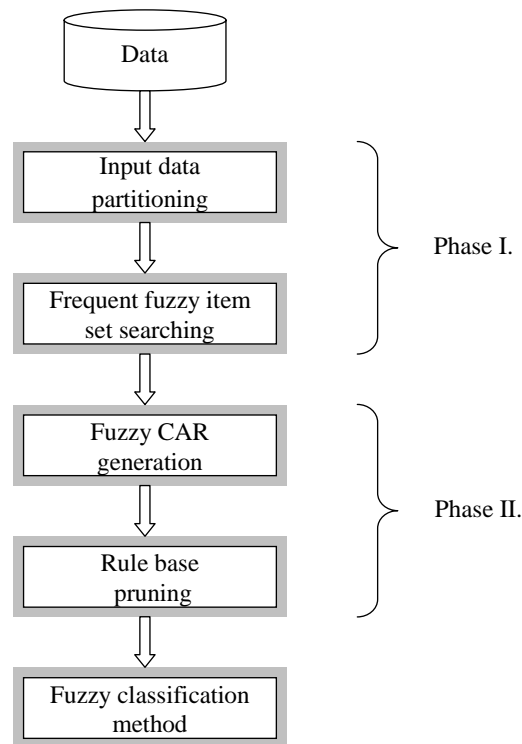 Data
Input data
partitioning
Phase I.
Frequent fuzzy item
set searching
Fuzzy CAR
generation
Phase II.
Rule base
pruning
Fuzzy classification
method